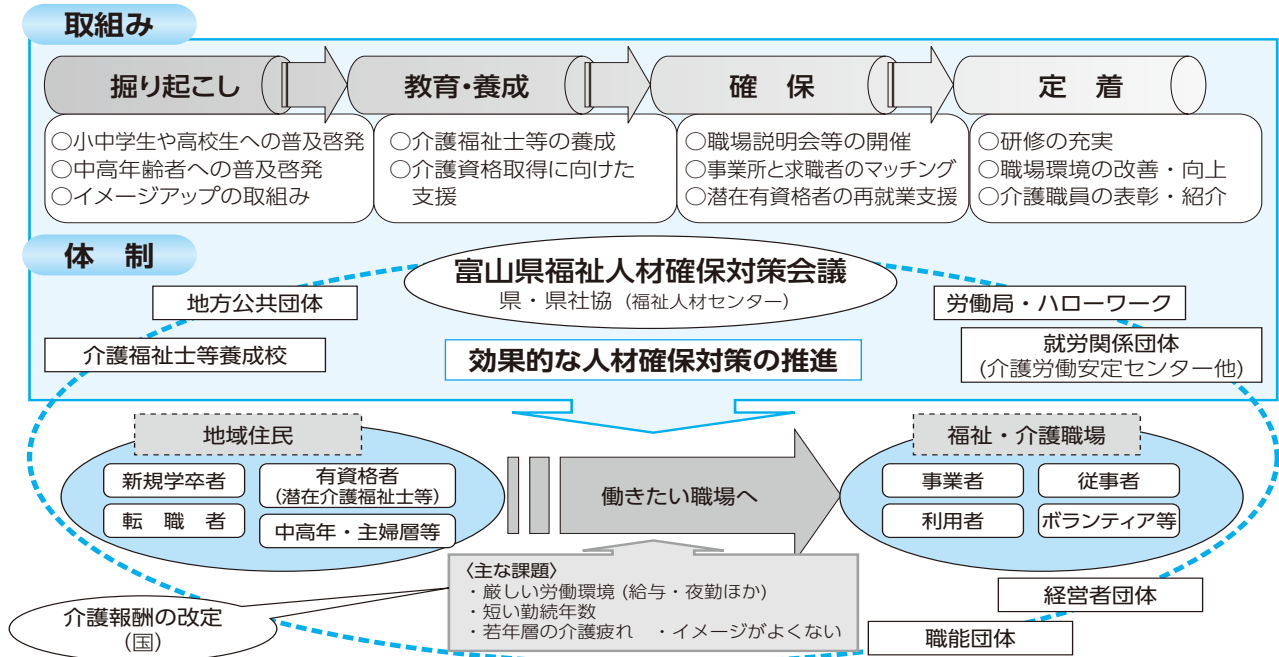 取組み
掘り起こし
○小中学生や高校生への普及啓発
○中高年齢者への普及啓発
○イメージアップの取組み
教育・養成
○介護福祉士等の養成
○介護資格取得に向けた
支援
確 保
○職場説明会等の開催
○事業所と求職者のマッチング
○潜在有資格者の再就業支援
定 着
○研修の充実
○職場環境の改善・向上
○介護職員の表彰・紹介
体 制
富山県福祉人材確保対策会議
県・県社協（福祉人材センター）
地方公共団体
介護福祉士等養成校
労働局・ハローワーク
就労関係団体
(介護労働安定センター他)
効果的な人材確保対策の推進
地域住民
新規学卒者
有資格者
(潜在介護福祉士等)
転 職 者
中高年・主婦層等
働きたい職場へ
福祉・介護職場
事業者
従事者
利用者
ボランティア等
〈主な課題〉
・厳しい労働環境 (給与・夜勤ほか)
・短い勤続年数
・若年層の介護疲れ ・イメージがよくない
介護報酬の改定
(国)
経営者団体
職能団体